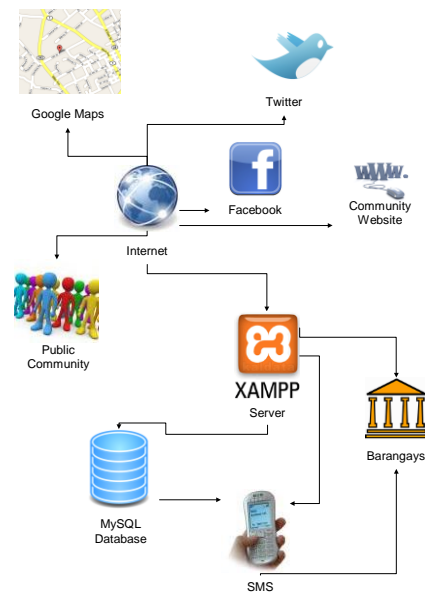 Google Maps
Twitter
f
Facebook
www.
Community
Website
Internet
Public
Community
XAMPP
Server
Barangays
MySQL
Database
SMS